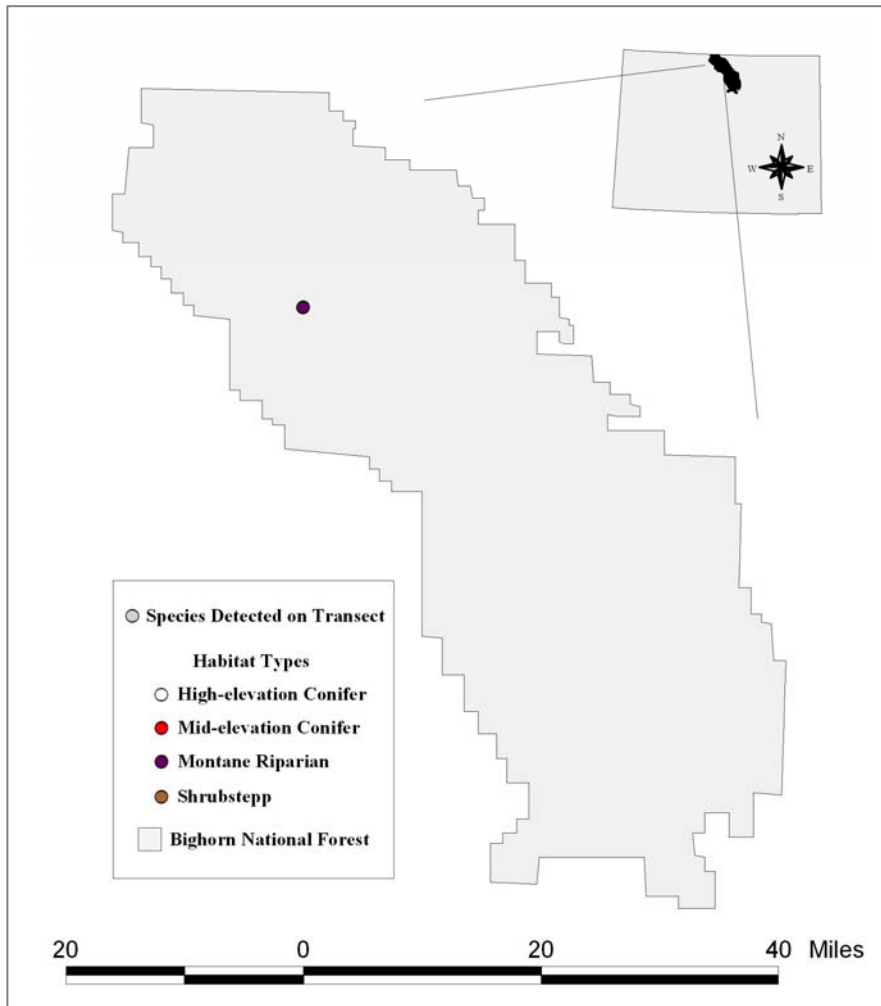 N
W E
S
Species Detected on Transect
Habitat Types
High-elevation Conifer
Mid-elevation Conifer
Montane Riparian
Shrubstepp
Bighorn National Forest
20 0 20 40 Miles